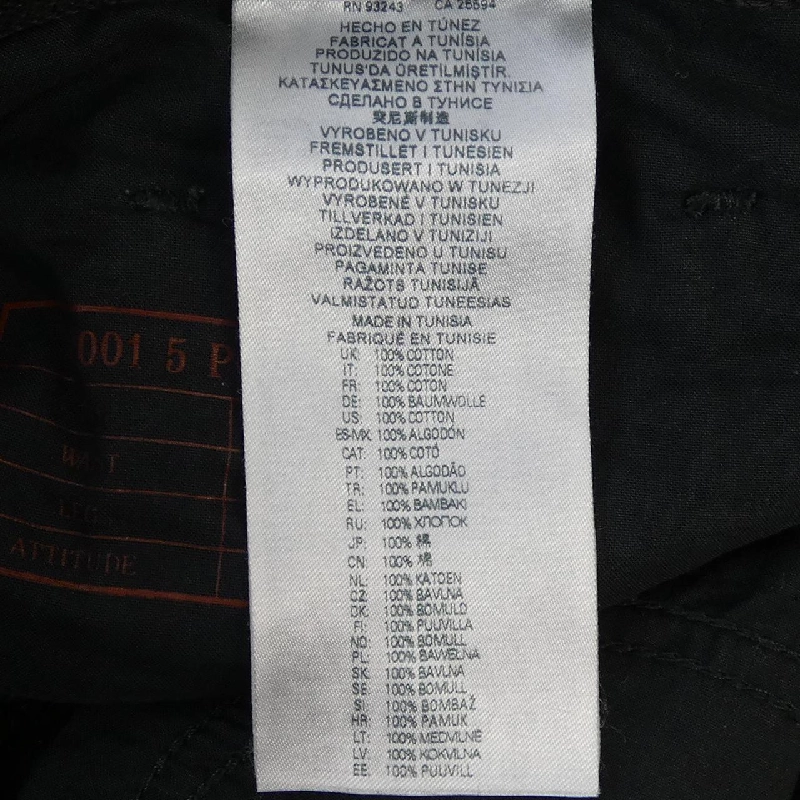 RN 93243 CA 25594
HECHO EN TÚNEZ
FABRICAT A TUNÍSIA
PRODUZIDO NA TUNÍSIA
TUNUS'DA ÜRETİLMİŞTİR.
ΚΑΤΑΣΚΕΥΑΣΜΕΝΟ ΣΤΗΝ ΤΥΝΙΣΙΑ
СДЕЛАНО В ТУНИСЕ
突尼斯制造
VYROBENO V TUNISKU
FREMSTILLET I TUNESIEN
PRODUSERT I TUNISIA
WYPRODUKOWANO W TUNEZJI
VYROBENÉ V TUNISKU
TILLVERKAD I TUNISIEN
IZDELANO V TUNIZIJI
PROIZVEDENO U TUNISU
PAGAMINTA TUNISE
RAŽOTS TUNISIJĀ
VALMISTATUD TUNEESIAS
MADE IN TUNISIA
FABRIQUÉ EN TUNISIE
UK: 100% COTTON
IT: 100% COTONE
FR: 100% COTON
DE: 100% BAUMWOLLE
US: 100% COTTON
ES-MX: 100% ALGODÓN
CAT: 100% COTÓ
PT: 100% ALGODÃO
TR: 100% PAMUKLU
EL: 100% BAMBAKI
RU: 100% ХЛОПОК
JP: 100% 綿
CN: 100% 棉
NL: 100% KATOEN
CZ: 100% BAVLNA
DK: 100% BOMULD
FI: 100% PUUVILLA
NO: 100% BOMULL
PL: 100% BAWEŁNA
SK: 100% BAVLNA
SE: 100% BOMULL
SI: 100% BOMBAŽ
HR: 100% PAMUK
LT: 100% MEDVILNĖ
LV: 100% KOKVILNA
EE: 100% PUUVILL
001 5 P
ATTITUDE